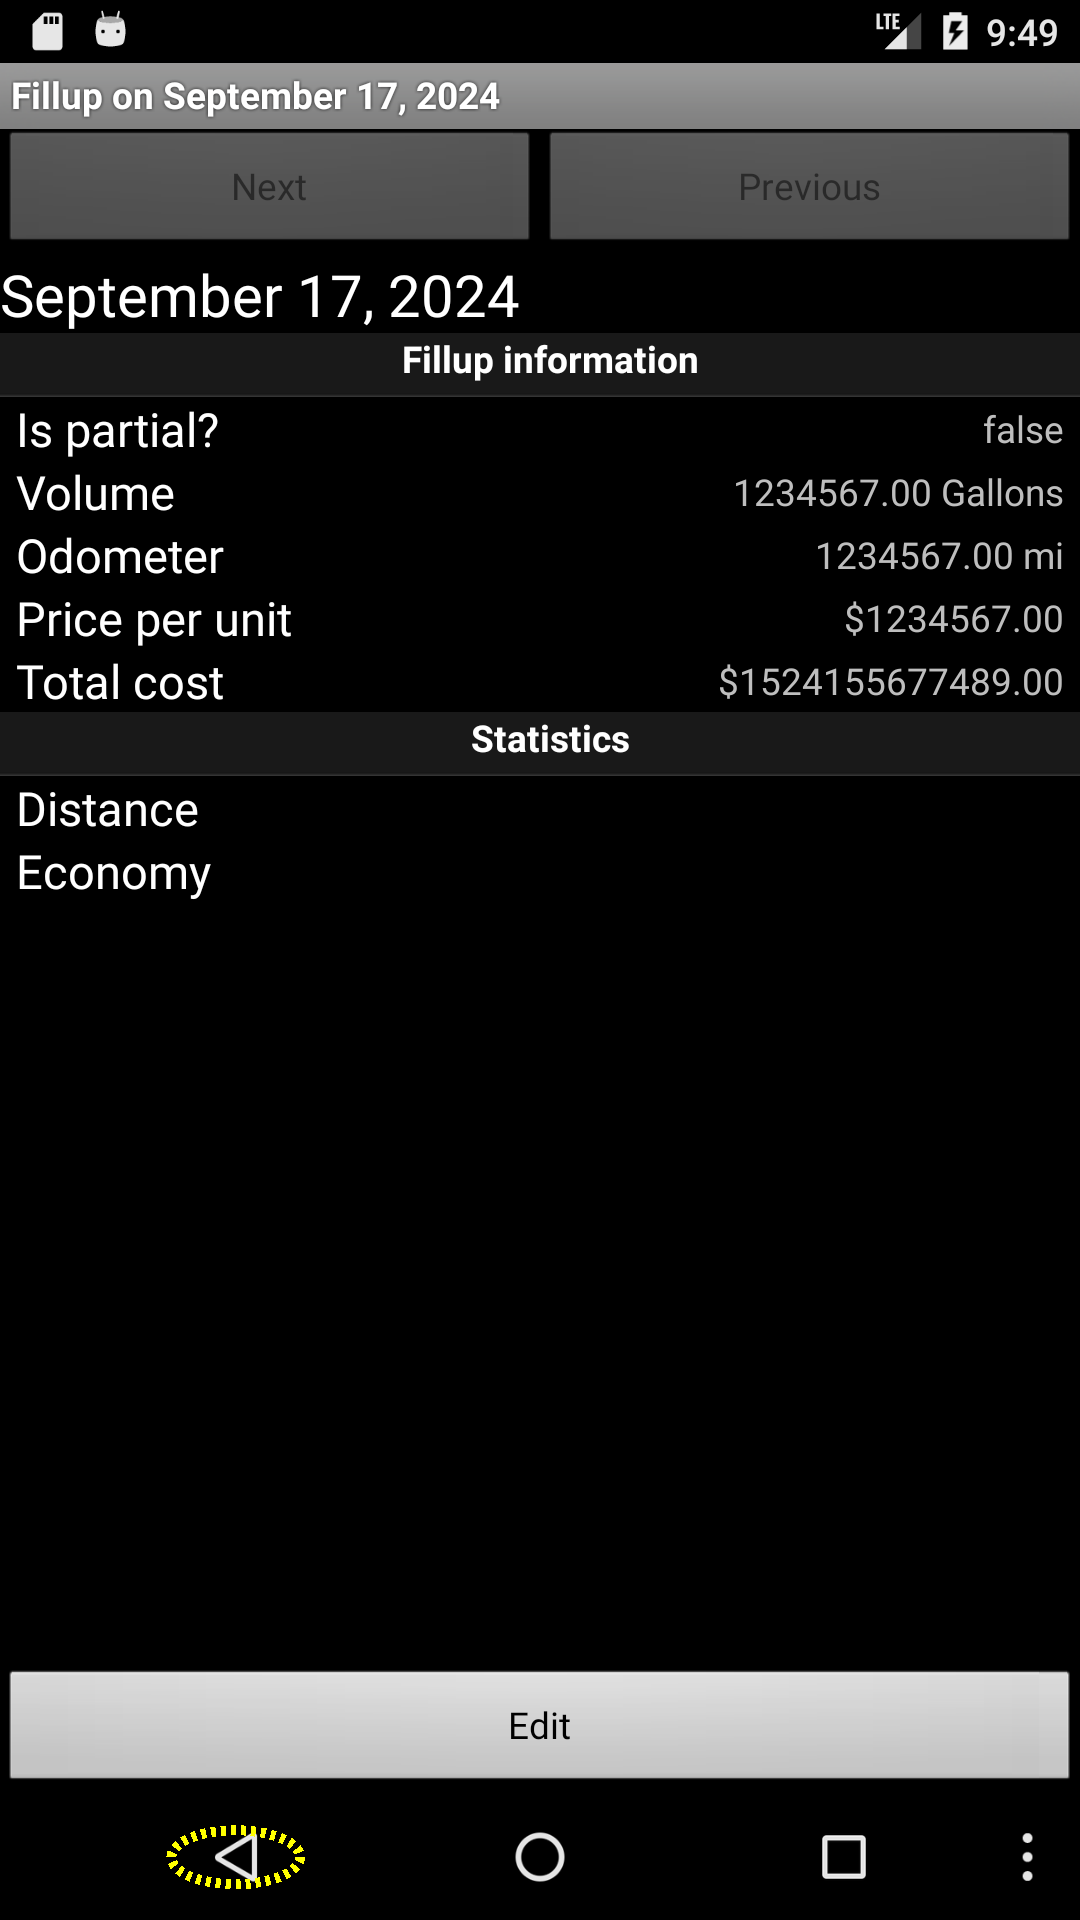 LTE 9:49
Fillup on September 17, 2024
Next Previous
September 17, 2024
Fillup information
Is partial? false
Volume 1234567.00 Gallons
Odometer 1234567.00 mi
Price per unit $1234567.00
Total cost $1524155677489.00
Statistics
Distance
Economy
Edit